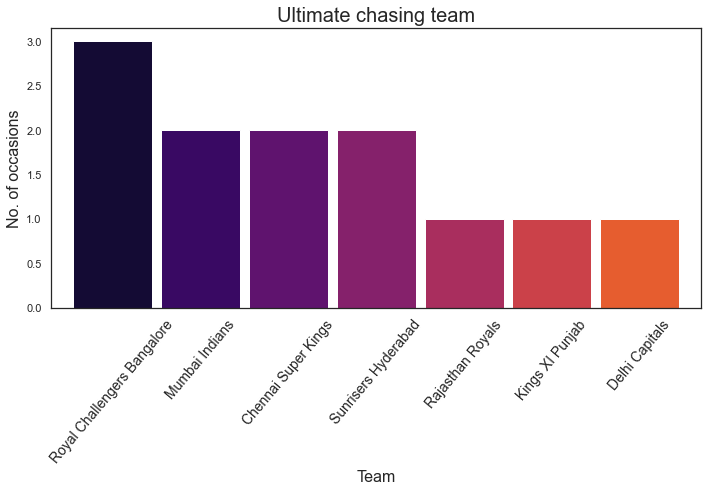 Ultimate chasing team
No. of occasions
3.0
2.5
2.0
1.5
1.0
0.5
0.0
Royal Challengers Bangalore
Mumbai Indians
Chennai Super Kings
Sunrisers Hyderabad
Rajasthan Royals
Kings XI Punjab
Delhi Capitals
Team